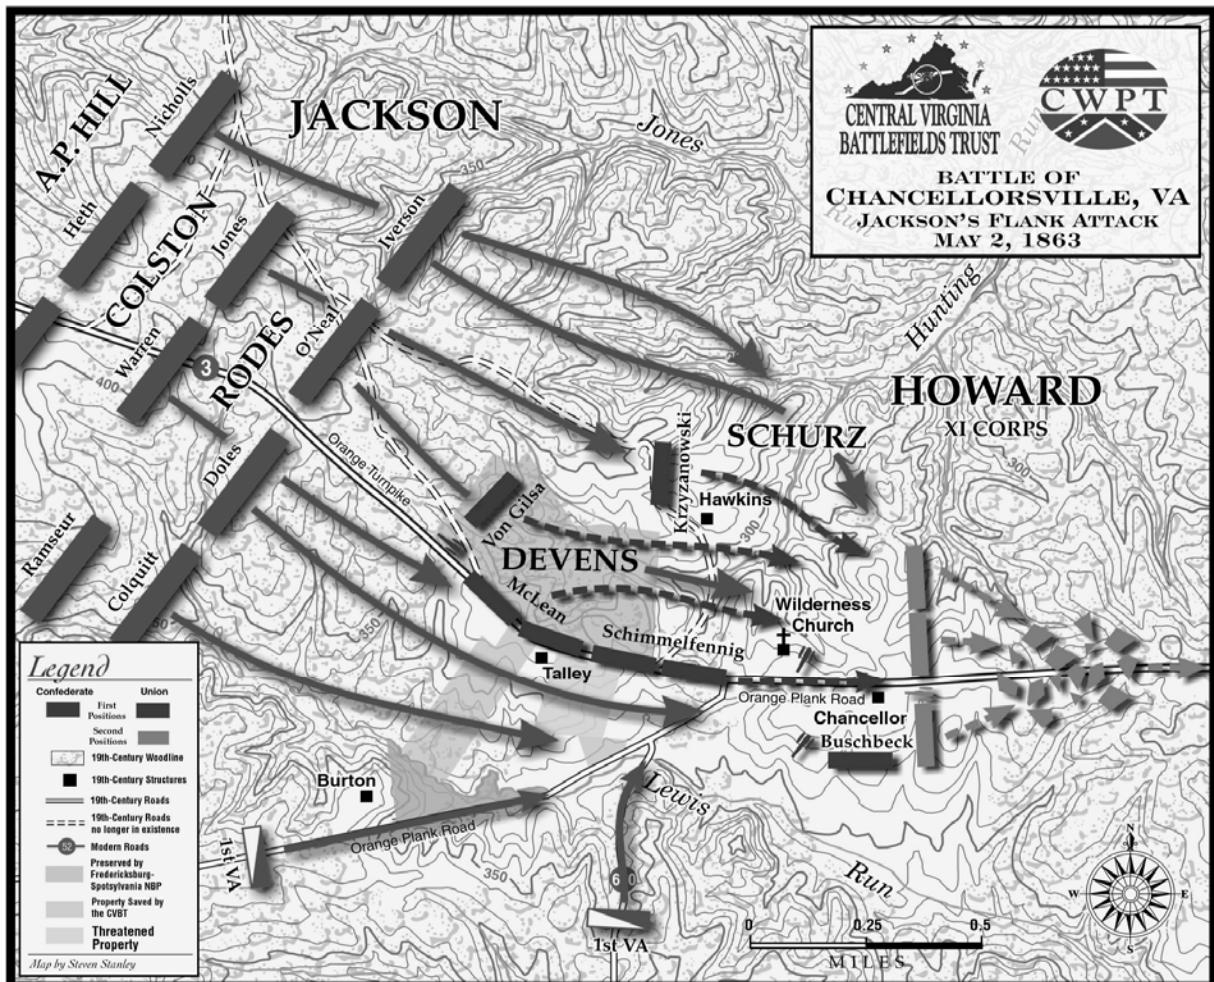 CENTRAL VIRGINIA
BATTLEFIELDS TRUST
CWPT
BATTLE OF
CHANCELLORSVILLE, VA
JACKSON'S FLANK ATTACK
MAY 2, 1863
A.P. HILL
Nicholls
JACKSON
Jones
350
Run
Heth
COLSTON
Jones
Iverson
Hunting
Warren
RODES
O'Neal
3
400
HOWARD
XI CORPS
SCHURZ
Krzyzanowski
Hawkins
300
300
Orange Turnpike
Doles
Ramseur
Colquitt
Von Gilsa
DEVENS
McLean
Schimmelfennig
Wilderness
Church
350
Talley
Orange Plank Road
Chancellor
Buschbeck
Burton
Lewis
Orange Plank Road
350
Run
1st VA
1st VA
Legend
Confederate
Union
First
Positions
Second
Positions
19th-Century Woodline
19th-Century Structures
19th-Century Roads
19th-Century Roads
no longer in existence
52
Modern Roads
Preserved by
Fredericksburg-
Spotsylvania NBP
Property Saved by
the CVBT
Threatened
Property
Map by Steven Stanley
N
W
E
S
0
0.25
0.5
MILES